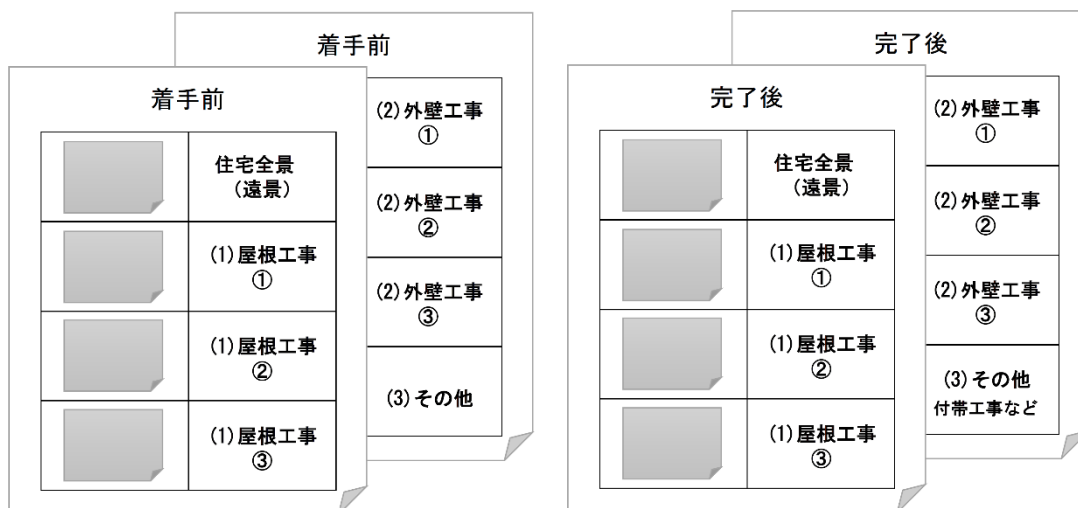 着手前
住宅全景
(遠景)
(1)屋根工事
①
(1)屋根工事
②
(1)屋根工事
③
着手前
(2)外壁工事
①
(2)外壁工事
②
(2)外壁工事
③
(3)その他
完了後
住宅全景
(遠景)
(1)屋根工事
①
(1)屋根工事
②
(1)屋根工事
③
完了後
(2)外壁工事
①
(2)外壁工事
②
(2)外壁工事
③
(3)その他
付帯工事など